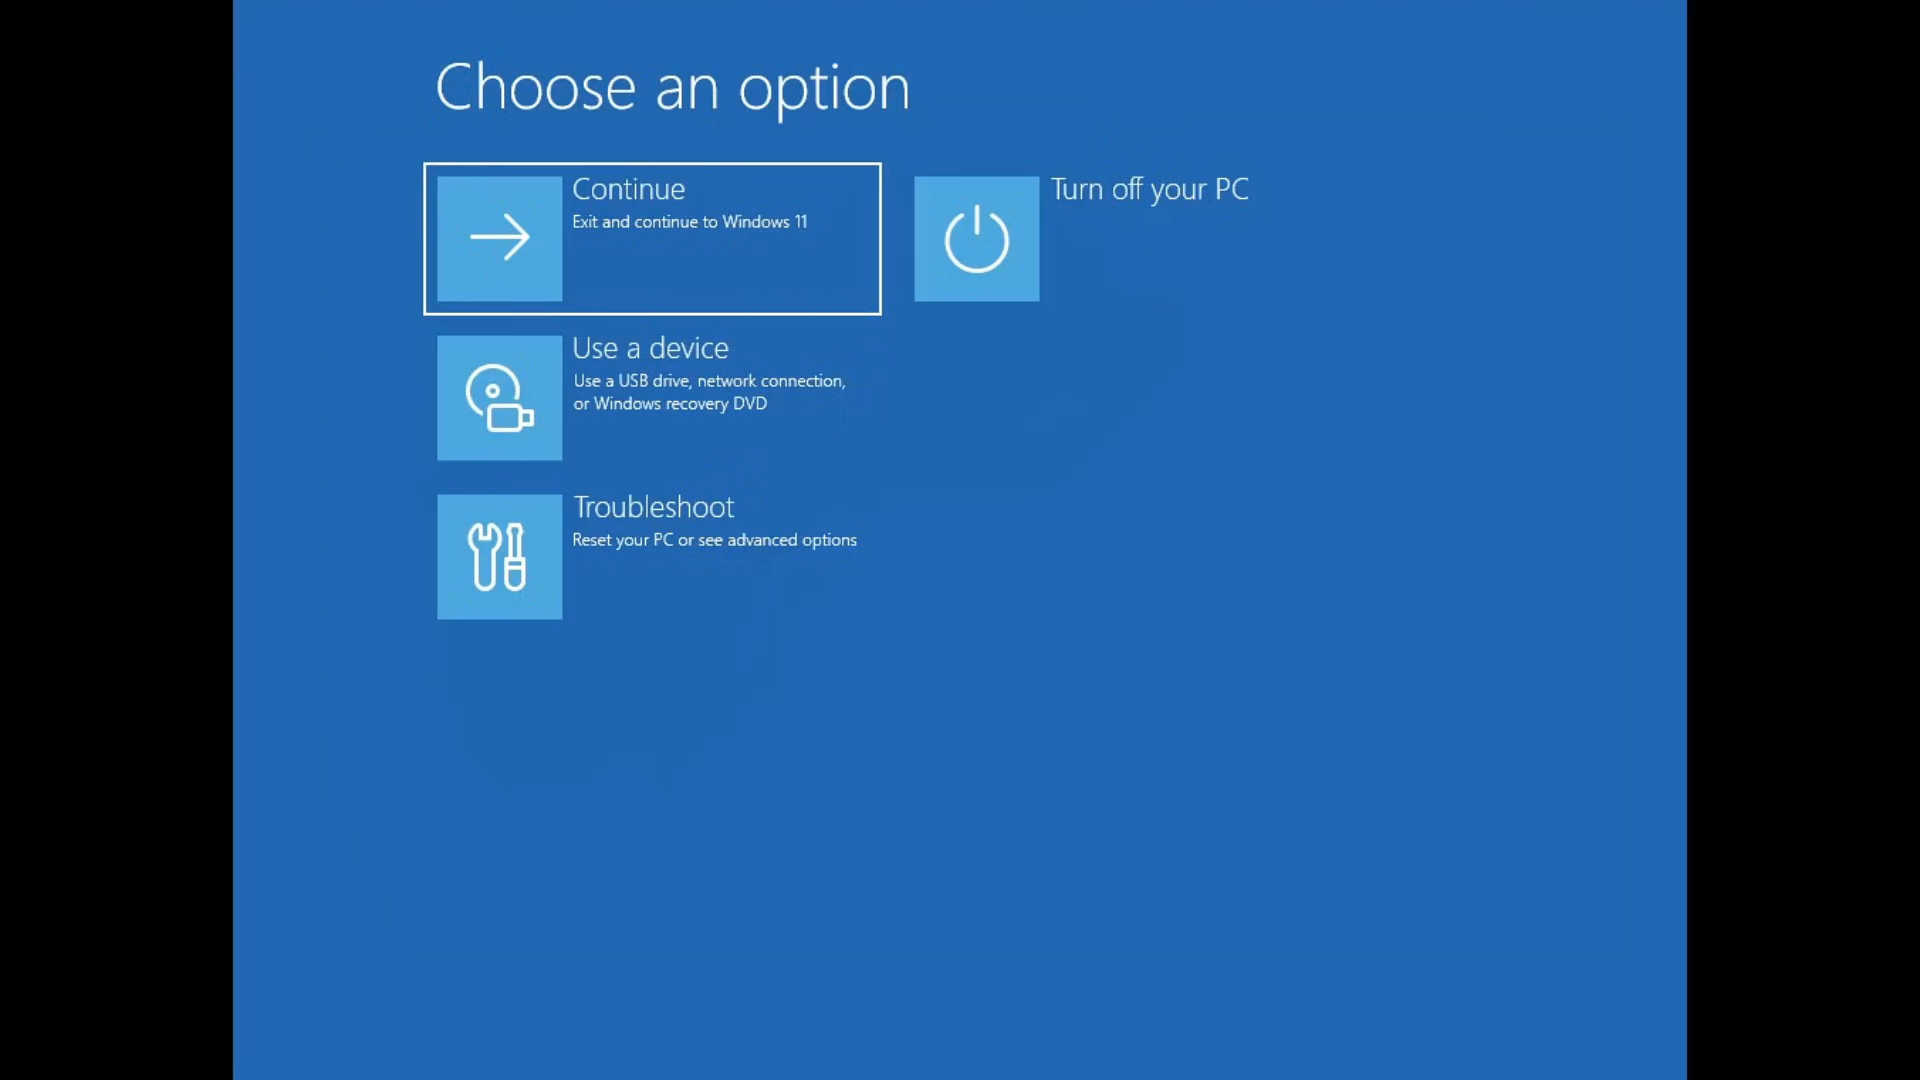 Choose an option
Continue
Exit and continue to Windows 11
Turn off your PC
Use a device
Use a USB drive, network connection,
or Windows recovery DVD
Troubleshoot
Reset your PC or see advanced options